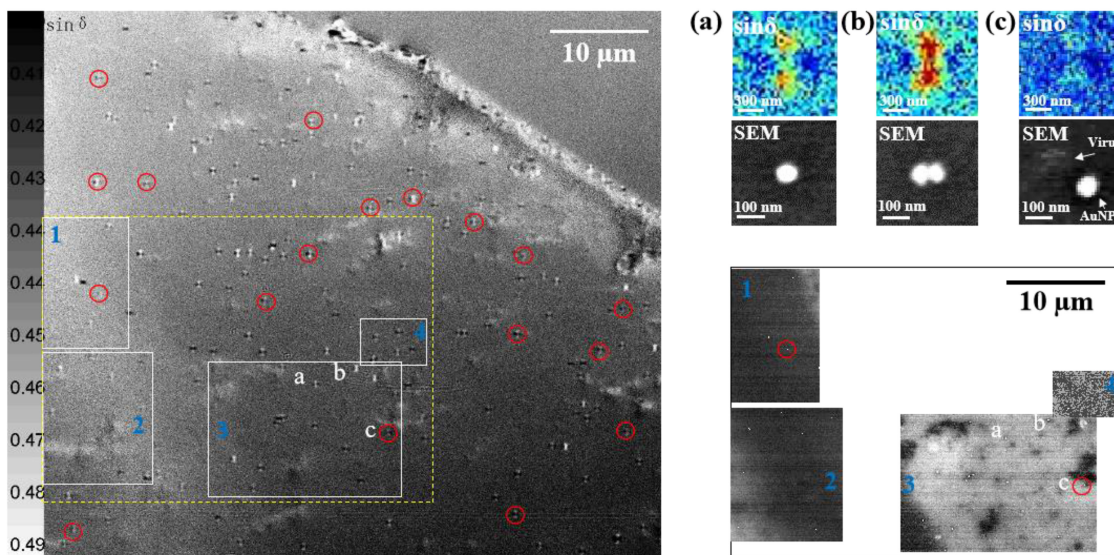 sin δ
0.41
0.42
0.43
0.44
0.44
0.45
0.46
0.47
0.48
0.49
10 μm
1
2
3
4
a
b
c
(a)
sinδ
300 nm
SEM
100 nm
(b)
sinδ
300 nm
SEM
100 nm
(c)
sinδ
300 nm
SEM
Viru
100 nm
AuNP
10 μm
1
2
3
4
a
b
c